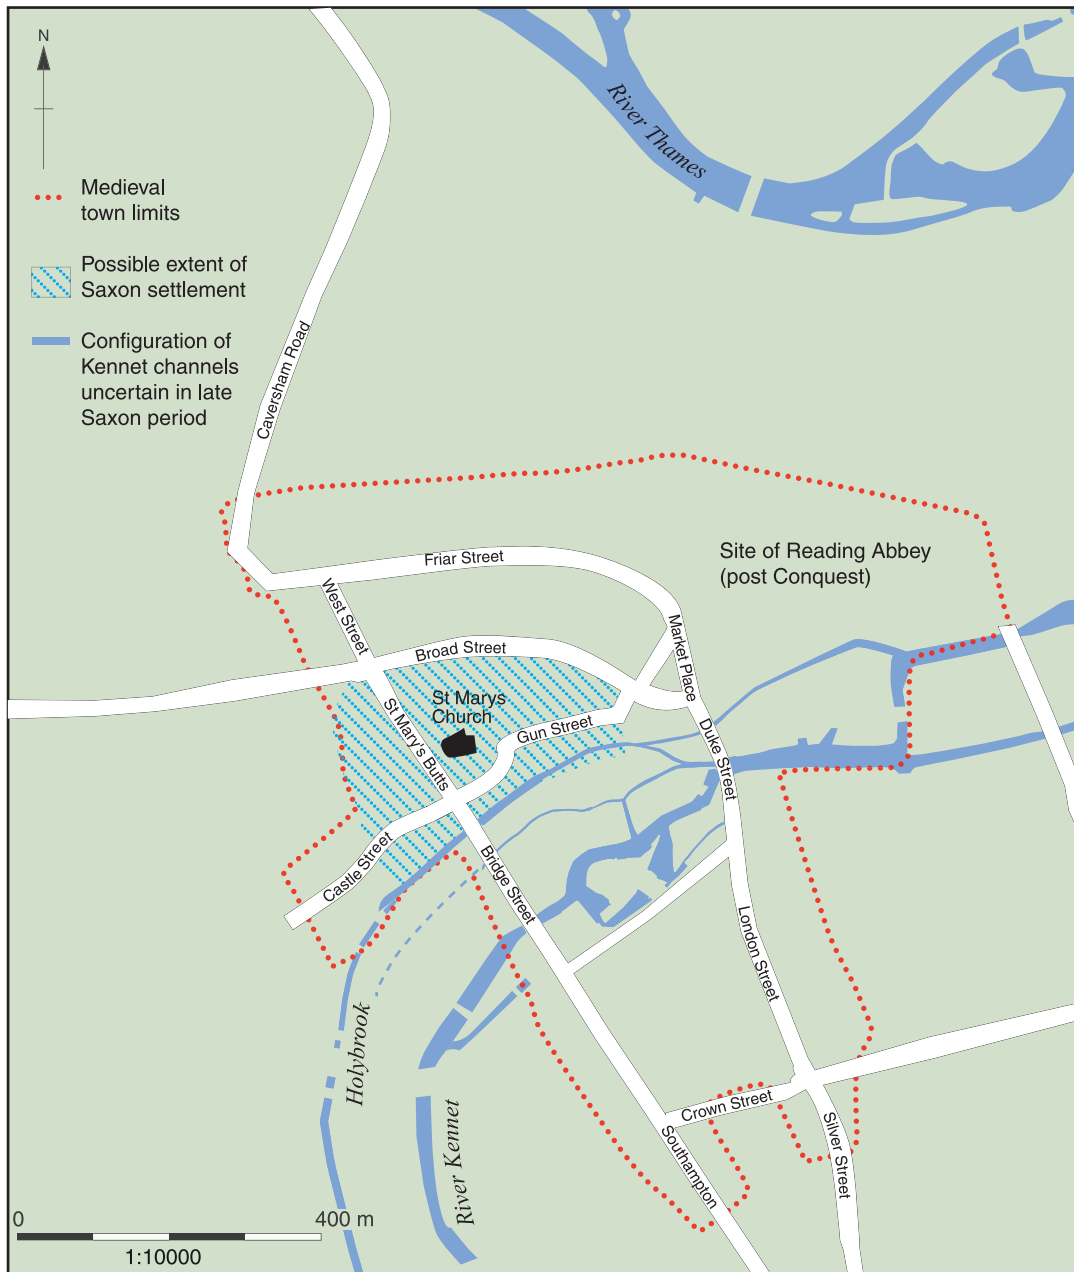 N
Medieval
town limits
Possible extent of
Saxon settlement
Configuration of
Kennet channels
uncertain in late
Saxon period
River Thames
Caversham Road
Friar Street
Site of Reading Abbey
(post Conquest)
West Street
Broad Street
Market Place
St Marys
Church
St Mary's Butts
Gun Street
Duke Street
Castle Street
Bridge Street
London Street
Holybrook
River Kennet
Crown Street
Silver Street
Southampton
0
400 m
1:10000